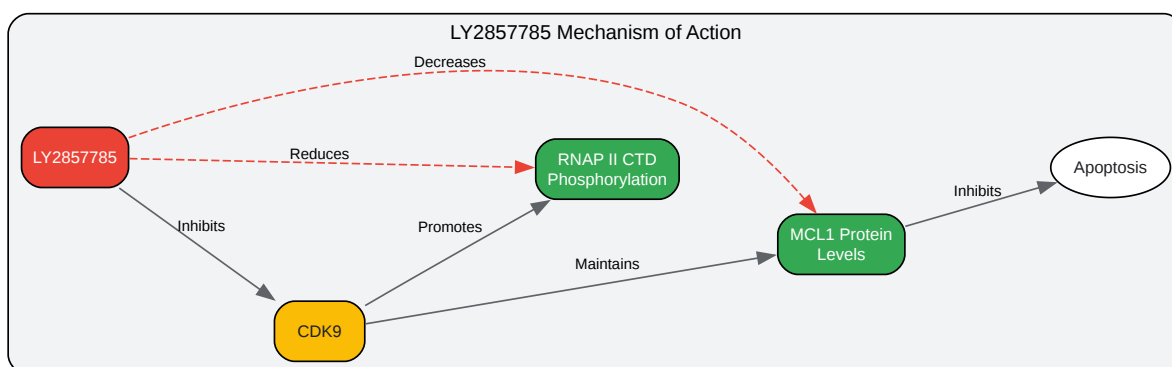 LY2857785 Mechanism of Action
Decreases
LY2857785
Reduces
RNAP II CTD
Phosphorylation
Apoptosis
Inhibits
Inhibits
Promotes
MCL1 Protein
Levels
Maintains
CDK9